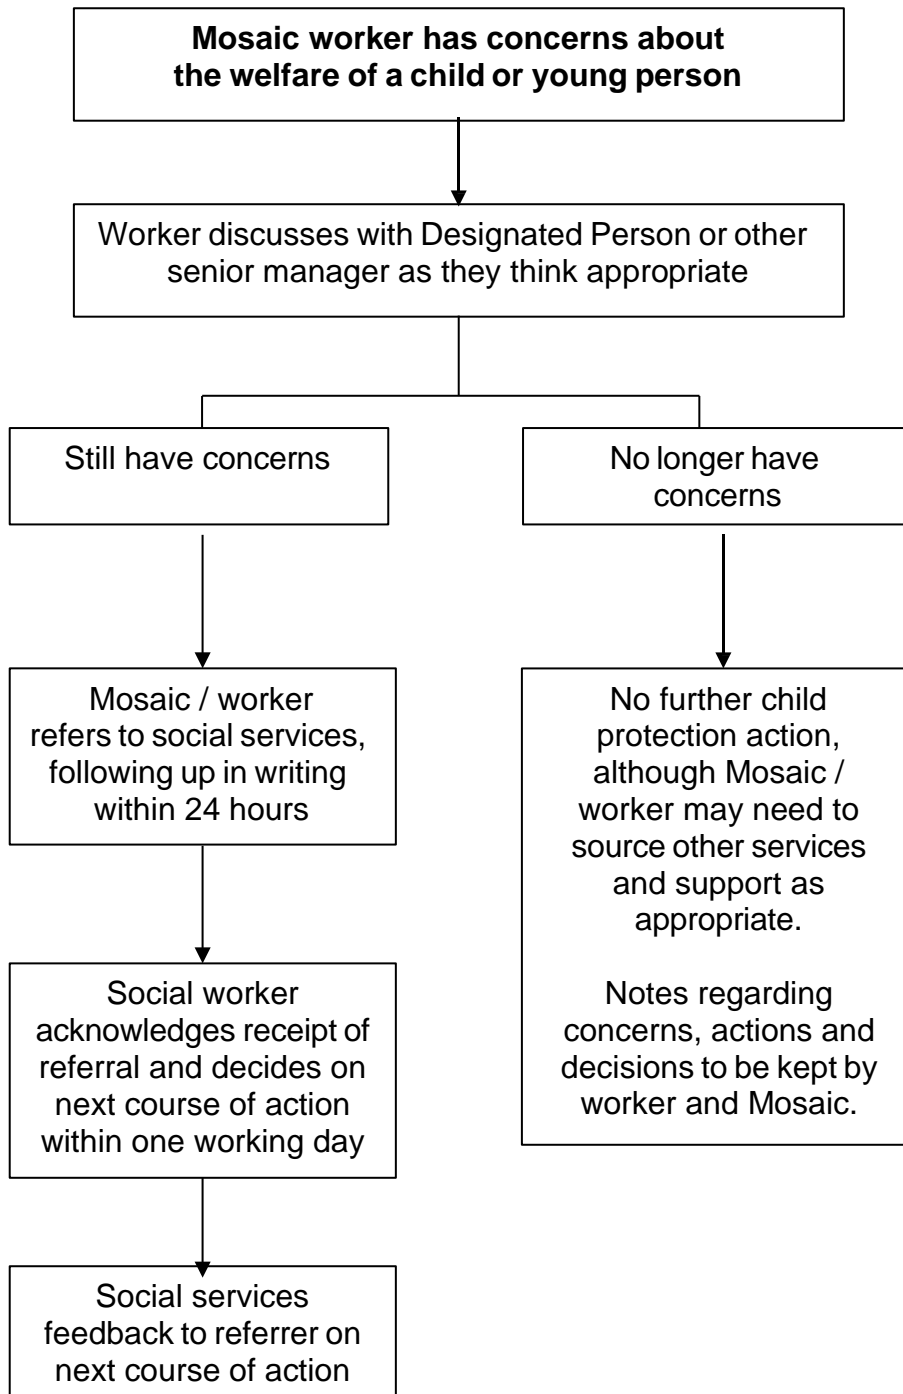 Mosaic worker has concerns about
the welfare of a child or young person
Worker discusses with Designated Person or other
senior manager as they think appropriate
Still have concerns
No longer have
concerns
Mosaic / worker
refers to social services,
following up in writing
within 24 hours
No further child
protection action,
although Mosaic /
worker may need to
source other services
and support as
appropriate.
Notes regarding
concerns, actions and
decisions to be kept by
worker and Mosaic.
Social worker
acknowledges receipt of
referral and decides on
next course of action
within one working day
Social services
feedback to referrer on
next course of action